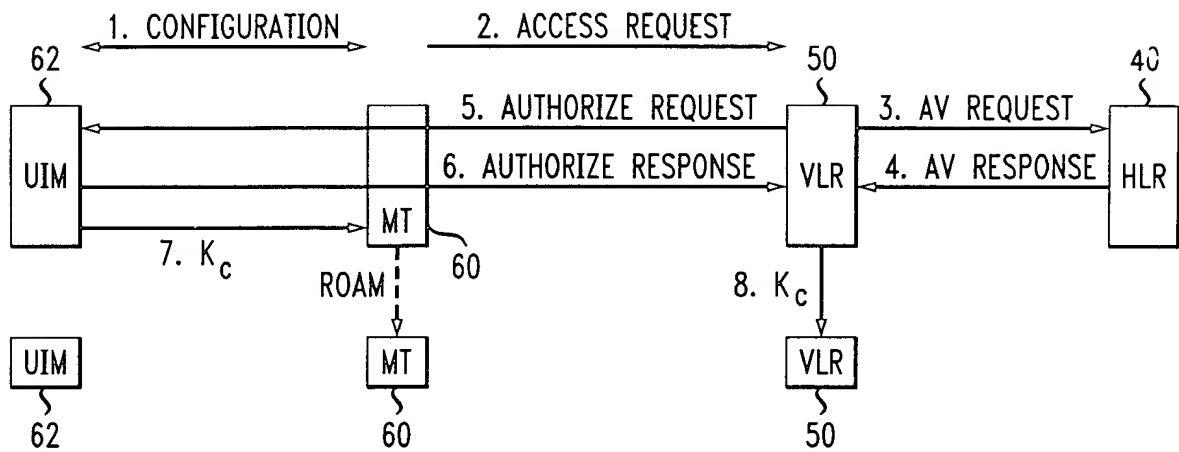 1. CONFIGURATION
2. ACCESS REQUEST
62
50
40
5. AUTHORIZE REQUEST
3. AV REQUEST
UIM
6. AUTHORIZE RESPONSE
VLR
4. AV RESPONSE
HLR
MT
7. Kc
60
ROAM
8. Kc
UIM
MT
VLR
62
60
50